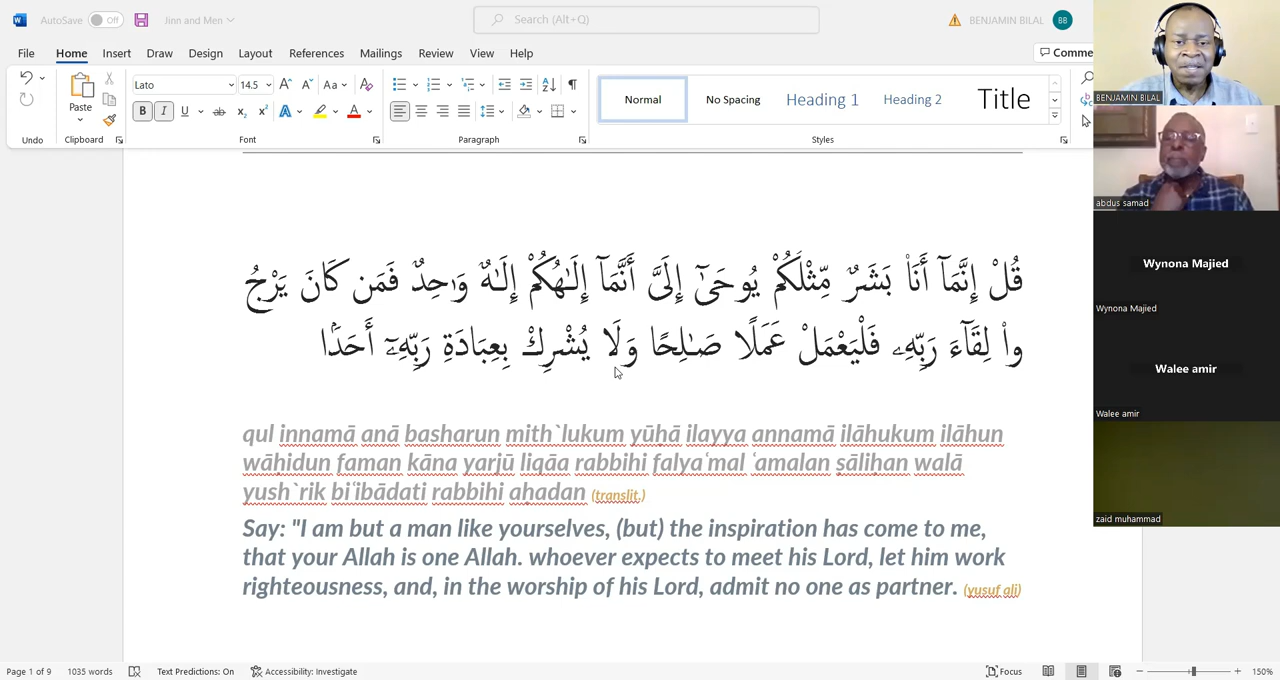 AutoSave Off Jinn and Men Search (Alt+Q) BENJAMIN BILAL BB
File Home Insert Draw Design Layout References Mailings Review View Help Comme
Lato 14.5 Aa Normal No Spacing Heading 1 Heading 2 Title
Paste
B I U ab x₂ x² A A
Undo Clipboard Font Paragraph Styles
BENJAMIN BILAL
abdus samad
Wynona Majied
Wynona Majied
Walee amir
Walee amir
zaid muhammad
قُلْ إِنَّمَآ أَنَا۠ بَشَرٌ مِّثْلُكُمْ يُوحَىٰٓ إِلَىَّ أَنَّمَآ إِلَـٰهُكُمْ إِلَـٰهٌ وَٰحِدٌ فَمَن كَانَ يَرْجُ
وا۟ لِقَآءَ رَبِّهِۦ فَلْيَعْمَلْ عَمَلًا صَـٰلِحًا وَلَا يُشْرِكْ بِعِبَادَةِ رَبِّهِۦٓ أَحَدًۢا
qul innamā anā basharun mith`lukum yūḥā ilayya annamā ilāhukum ilāhun
wāḥidun faman kāna yarjū liqāa rabbihi falyaʿmal ʿamalan ṣāliḥan walā
yush`rik biʿibādati rabbihi aḥadan (translit.)
Say: "I am but a man like yourselves, (but) the inspiration has come to me,
that your Allah is one Allah. whoever expects to meet his Lord, let him work
righteousness, and, in the worship of his Lord, admit no one as partner. (yusuf ali)
Page 1 of 9 1035 words Text Predictions: On Accessibility: Investigate Focus 150%